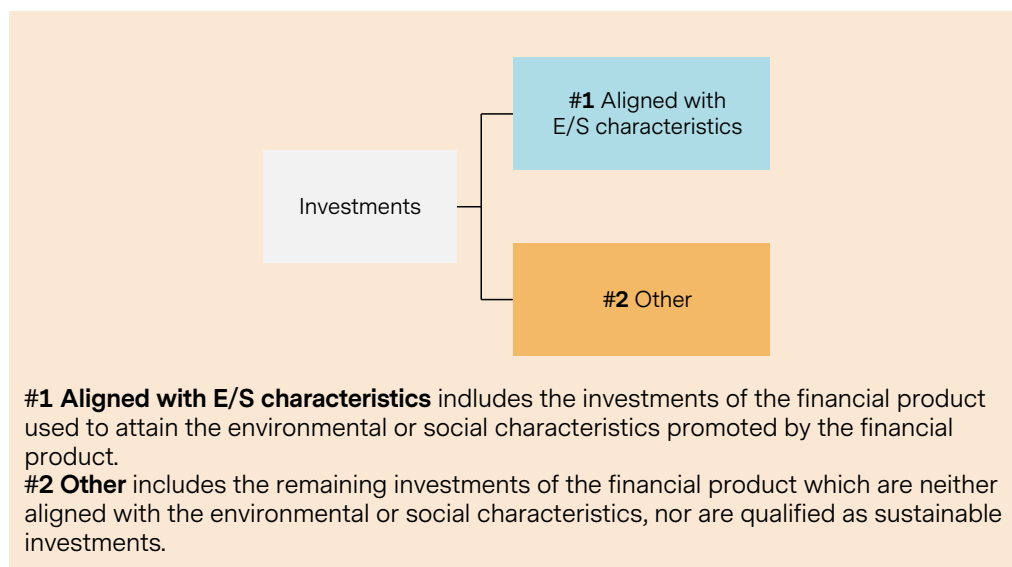 #1 Aligned with
E/S characteristics
Investments
#2 Other
#1 Aligned with E/S characteristics indludes the investments of the financial product
used to attain the environmental or social characteristics promoted by the financial
product.
#2 Other includes the remaining investments of the financial product which are neither
aligned with the environmental or social characteristics, nor are qualified as sustainable
investments.